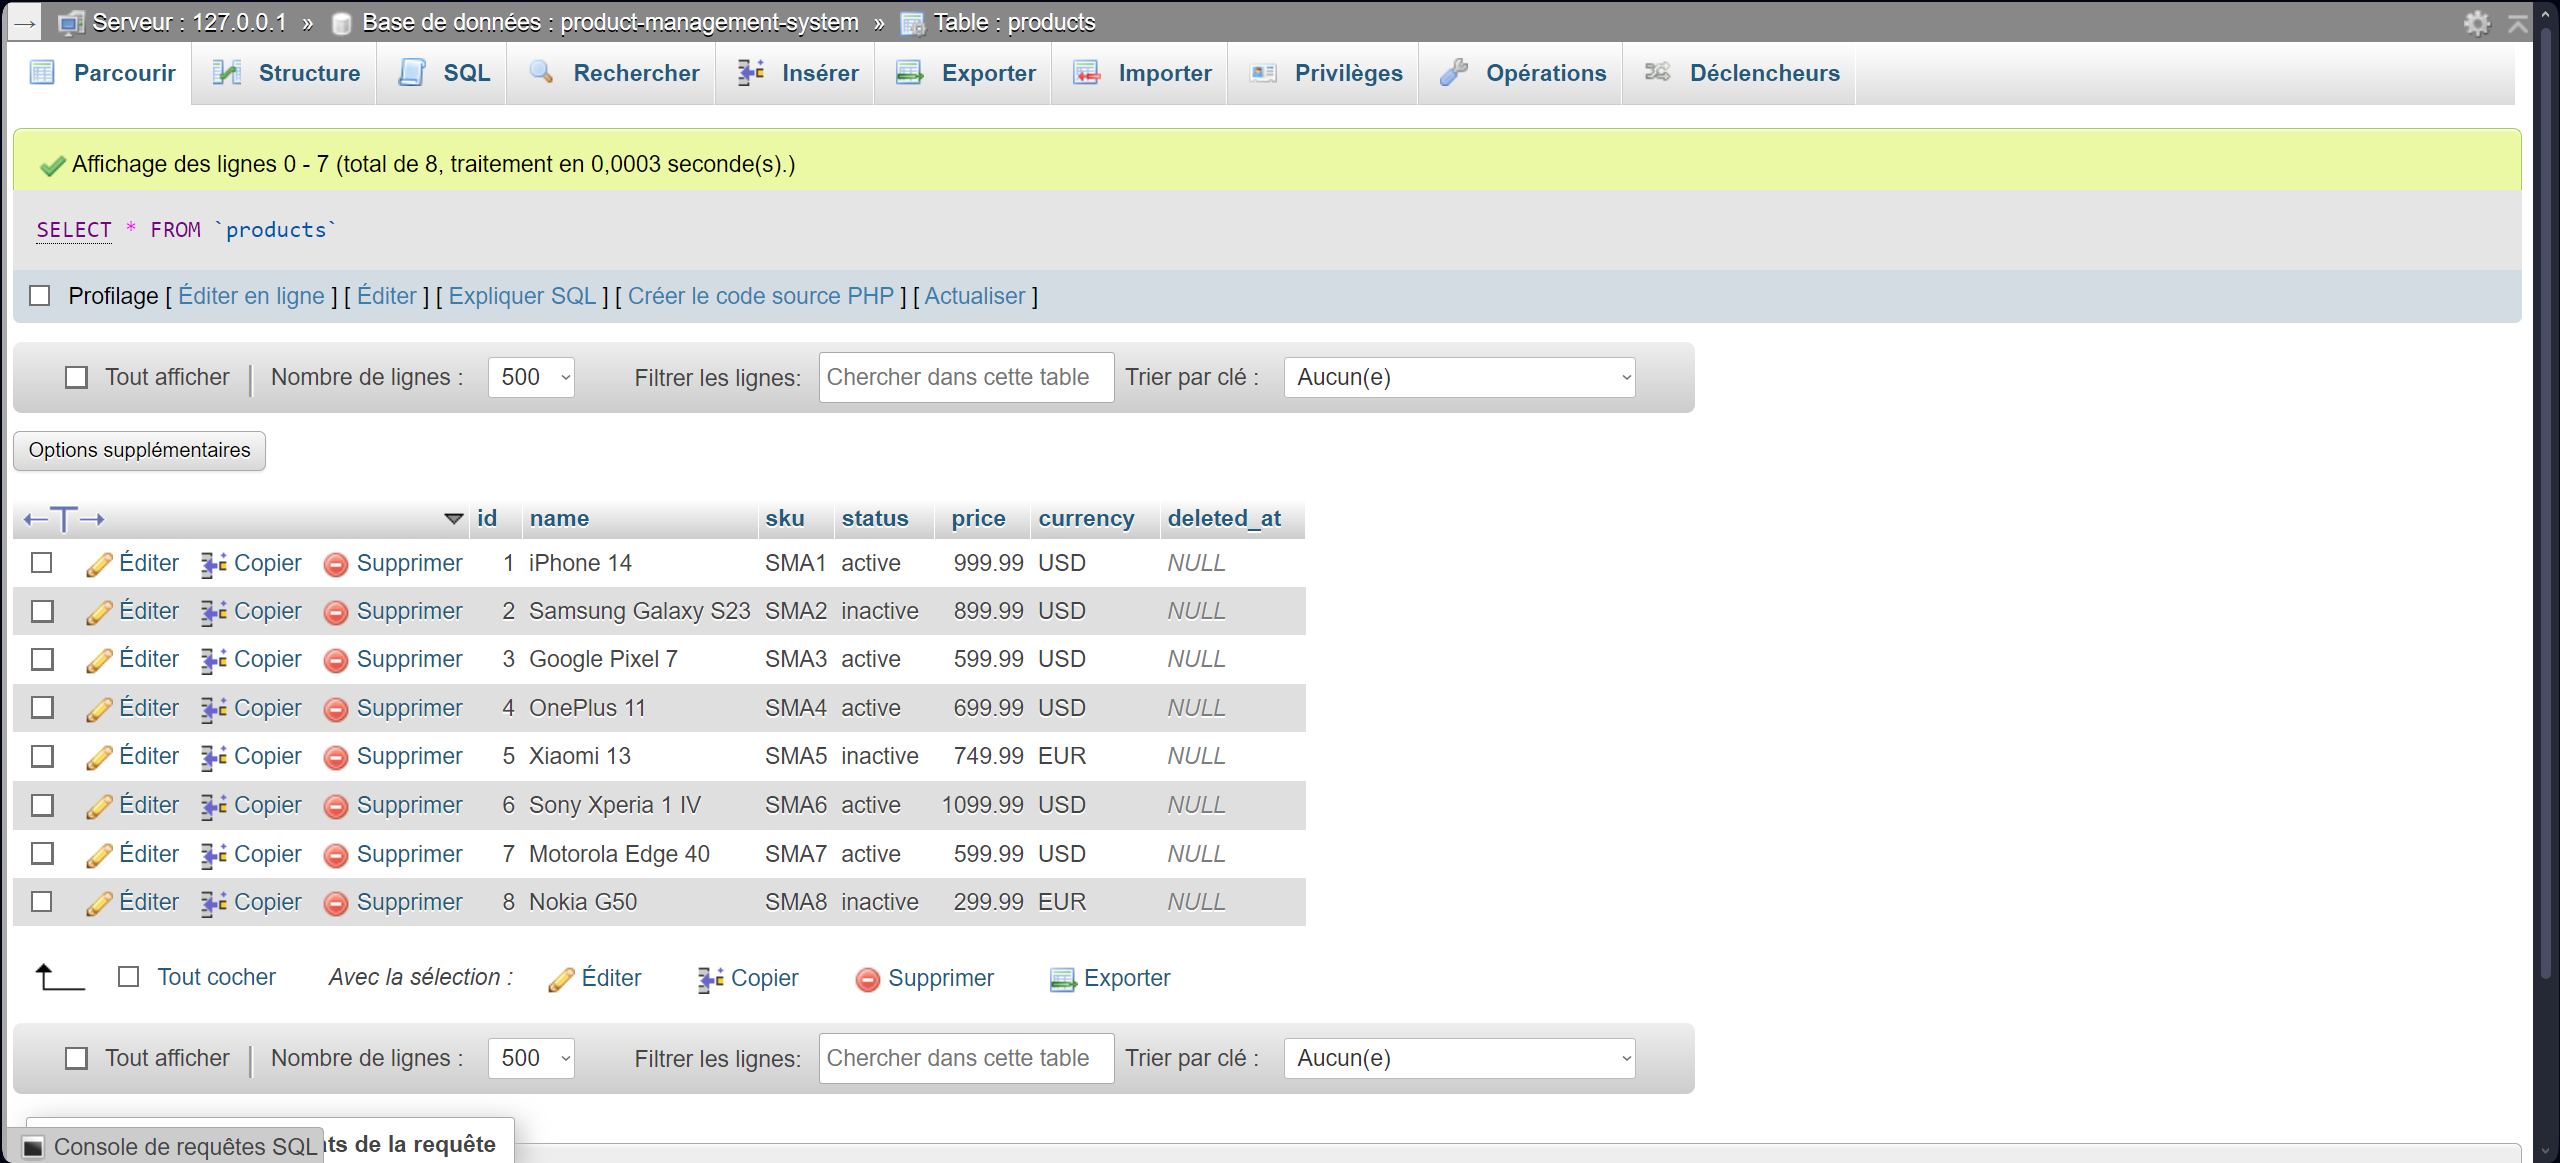 Serveur : 127.0.0.1 » Base de données : product-management-system » Table : products
Parcourir Structure SQL Rechercher Insérer Exporter Importer Privilèges Opérations Déclencheurs
Affichage des lignes 0 - 7 (total de 8, traitement en 0,0003 seconde(s).)
SELECT * FROM `products`
Profilage [ Éditer en ligne ] [ Éditer ] [ Expliquer SQL ] [ Créer le code source PHP ] [ Actualiser ]
Tout afficher | Nombre de lignes : 500 Filtrer les lignes: Chercher dans cette table Trier par clé : Aucun(e)
Options supplémentaires
←T→ id name sku status price currency deleted_at
Éditer Copier Supprimer 1 iPhone 14 SMA1 active 999.99 USD NULL
Éditer Copier Supprimer 2 Samsung Galaxy S23 SMA2 inactive 899.99 USD NULL
Éditer Copier Supprimer 3 Google Pixel 7 SMA3 active 599.99 USD NULL
Éditer Copier Supprimer 4 OnePlus 11 SMA4 active 699.99 USD NULL
Éditer Copier Supprimer 5 Xiaomi 13 SMA5 inactive 749.99 EUR NULL
Éditer Copier Supprimer 6 Sony Xperia 1 IV SMA6 active 1099.99 USD NULL
Éditer Copier Supprimer 7 Motorola Edge 40 SMA7 active 599.99 USD NULL
Éditer Copier Supprimer 8 Nokia G50 SMA8 inactive 299.99 EUR NULL
Tout cocher Avec la sélection : Éditer Copier Supprimer Exporter
Tout afficher | Nombre de lignes : 500 Filtrer les lignes: Chercher dans cette table Trier par clé : Aucun(e)
Console de requêtes SQL ts de la requête